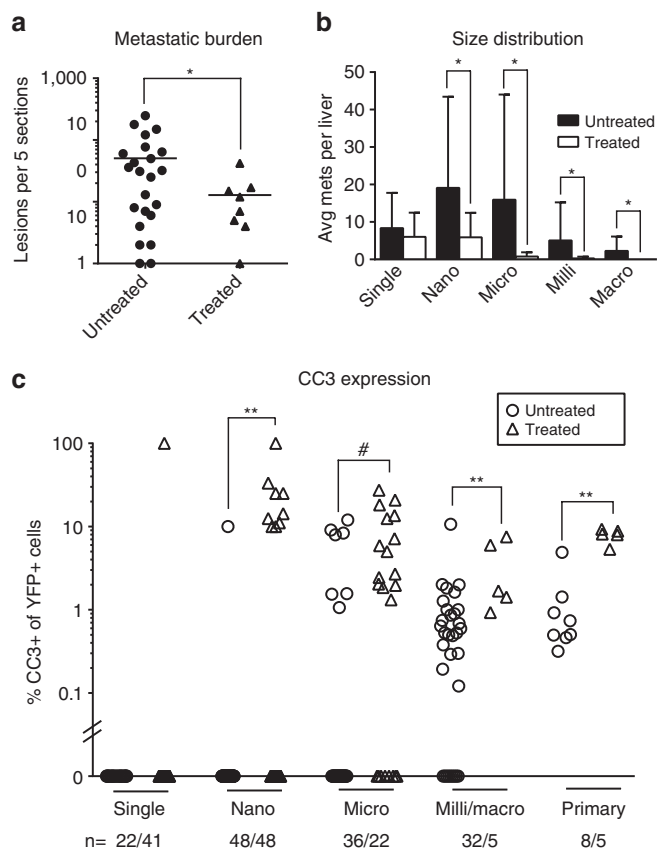 a
Metastatic burden
*
Lesions per 5 sections
1,000
10
0
10
1
Untreated
Treated
b
Size distribution
Avg mets per liver
50
40
30
20
10
0
* * * *
Untreated
Treated
Single Nano Micro Milli Macro
c
CC3 expression
Untreated
Treated
% CC3+ of YFP+ cells
100
10
1
0.1
0
** # ** **
Single Nano Micro Milli/macro Primary
n= 22/41 48/48 36/22 32/5 8/5